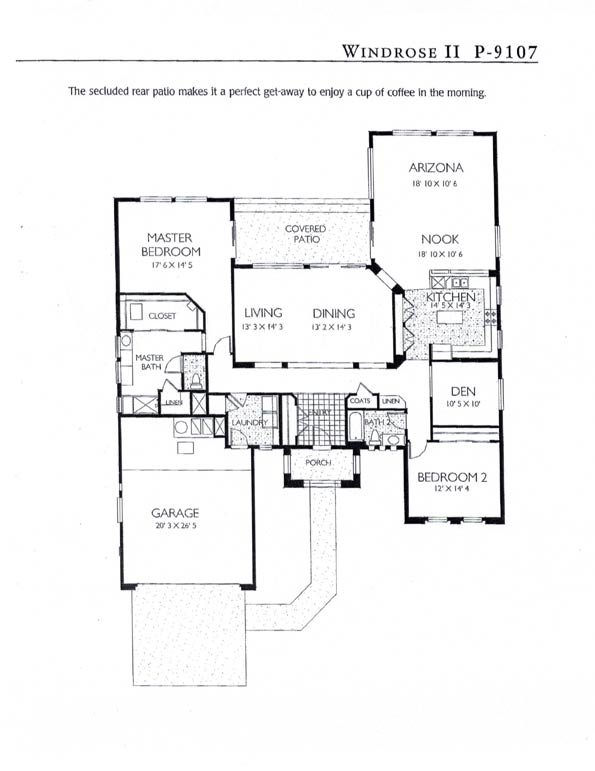 WINDROSE II P-9107
The secluded rear patio makes it a perfect get-away to enjoy a cup of coffee in the morning.
ARIZONA
18' 10 X 10' 6
NOOK
18' 10 X 10' 6
COVERED
PATIO
MASTER
BEDROOM
17' 6 X 14' 5
KITCHEN
14' 5 X 14' 3
CLOSET
LIVING
13' 3 X 14' 3
DINING
13' 2 X 14' 3
MASTER
BATH
LINEN
DEN
10' 5 X 10'
COATS
LINEN
ENTRY
LAUNDRY
BATH 2
PORCH
BEDROOM 2
12' X 14' 4
GARAGE
20' 3 X 26' 5